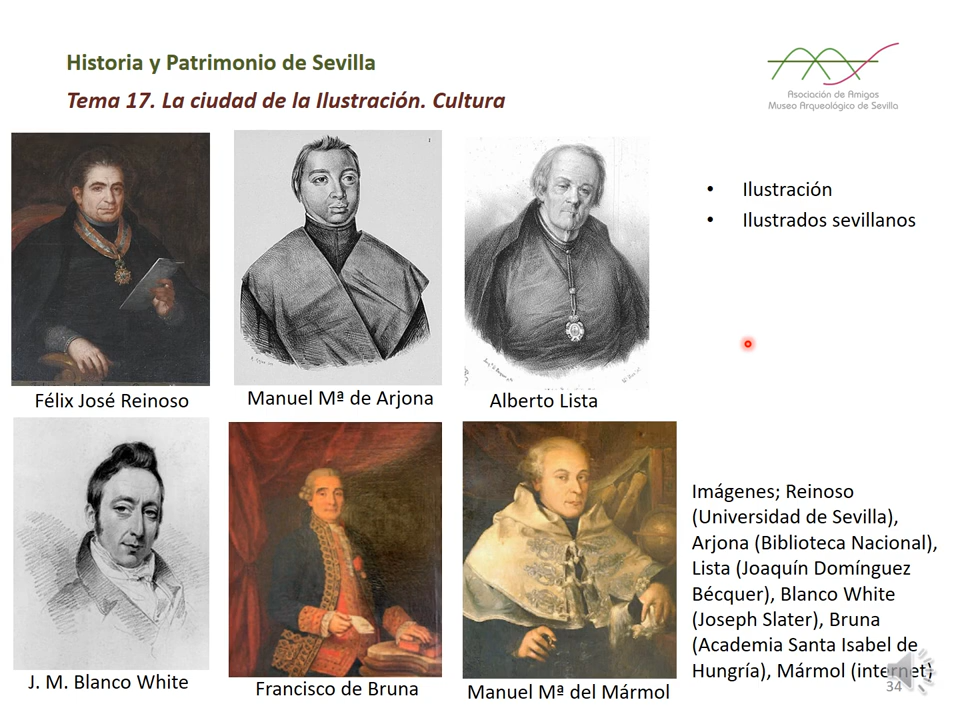 Historia y Patrimonio de Sevilla
Tema 17. La ciudad de la Ilustración. Cultura
Asociación de Amigos
Museo Arqueológico de Sevilla
• Ilustración
• Ilustrados sevillanos
Félix José Reinoso
Manuel Mª de Arjona
Alberto Lista
J. M. Blanco White
Francisco de Bruna
Manuel Mª del Mármol
Imágenes; Reinoso
(Universidad de Sevilla),
Arjona (Biblioteca Nacional),
Lista (Joaquín Domínguez
Bécquer), Blanco White
(Joseph Slater), Bruna
(Academia Santa Isabel de
Hungría), Mármol (internet)
34